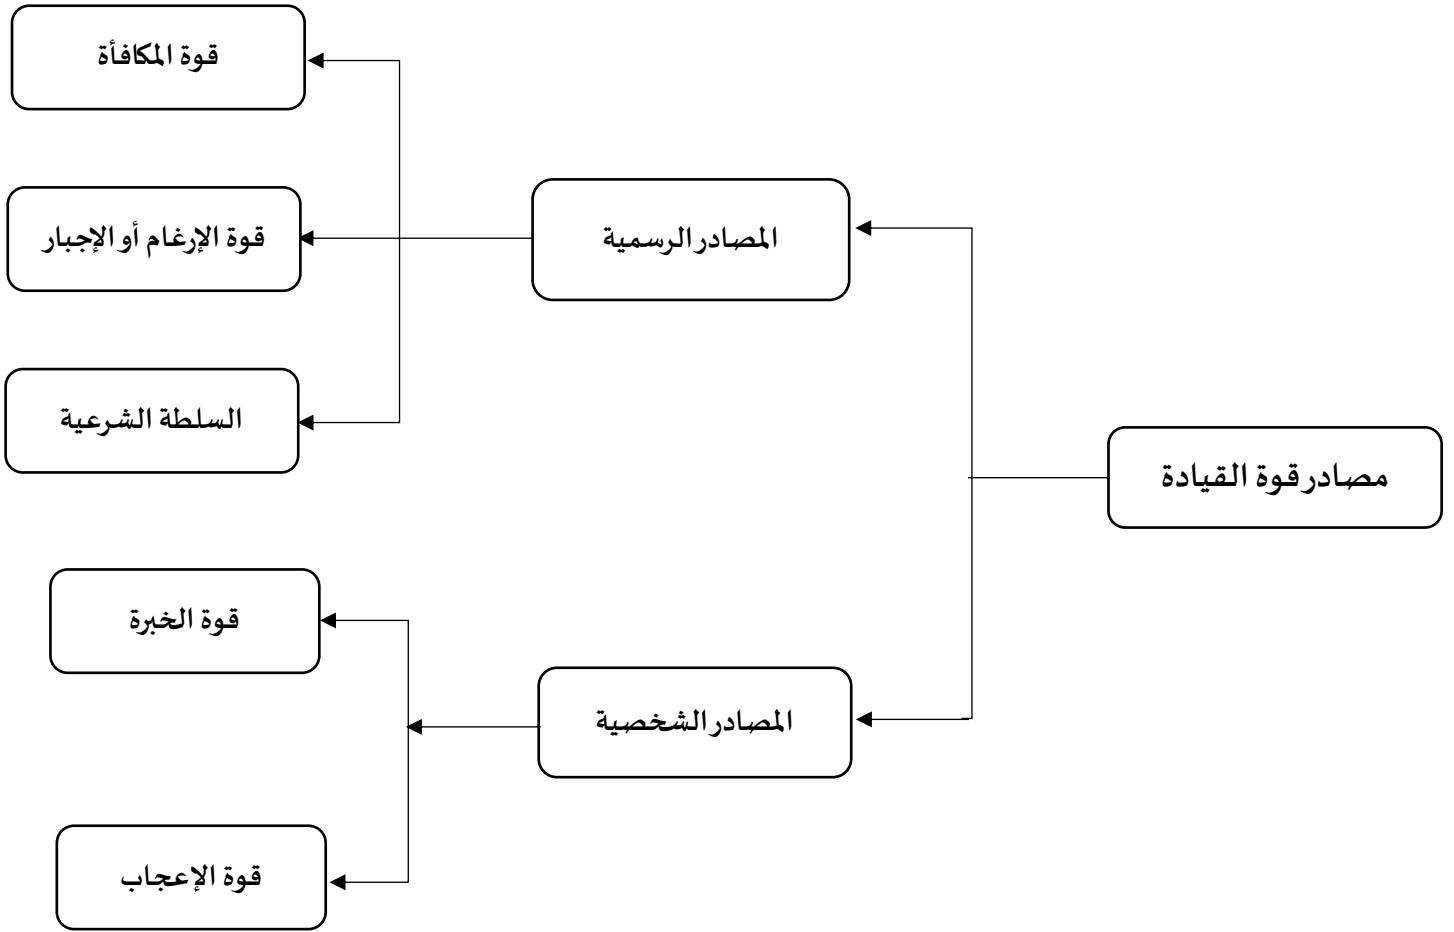 مصادر قوة القيادة
المصادر الرسمية
قوة المكافأة
قوة الإرغام أو الإجبار
السلطة الشرعية
المصادر الشخصية
قوة الخبرة
قوة الإعجاب